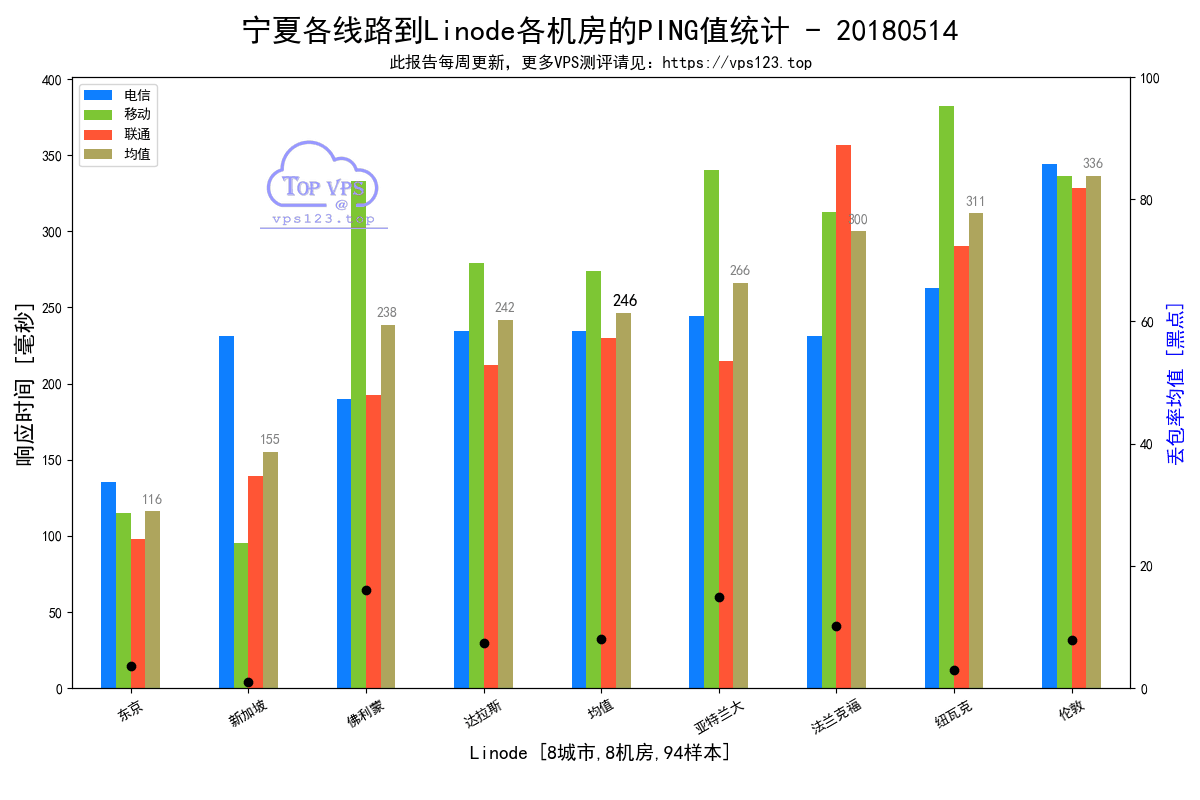 宁夏各线路到Linode各机房的PING值统计 - 20180514
此报告每周更新，更多VPS测评请见：https://vps123.top
电信
移动
联通
均值
TOP VPS
@
vps123.top
响应时间 [毫秒]
400
350
300
250
200
150
100
50
0
116
155
238
242
246
266
300
311
336
100
80
60
40
20
0
丢包率均值 [黑点]
东京
新加坡
佛利蒙
达拉斯
均值
亚特兰大
法兰克福
纽瓦克
伦敦
Linode [8城市,8机房,94样本]